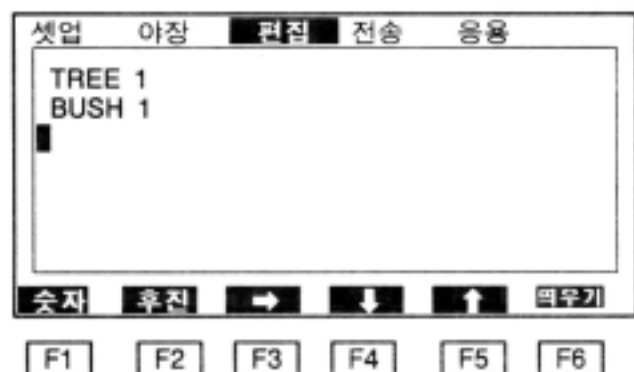 셋업 야장 편집 전송 응용
TREE 1
BUSH 1
숫자 후진 → ↓ ↑ 띄우기
F1 F2 F3 F4 F5 F6